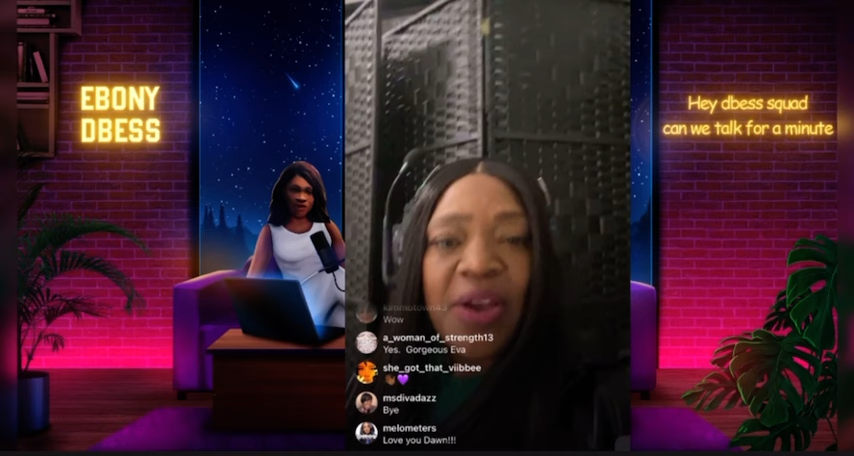 EBONY
DBESS
Hey dbess squad
can we talk for a minute
kimmotown43
Wow
a_woman_of_strength13
Yes. Gorgeous Eva
she_got_that_viibbee
msdivadazz
Bye
melometers
Love you Dawn!!!